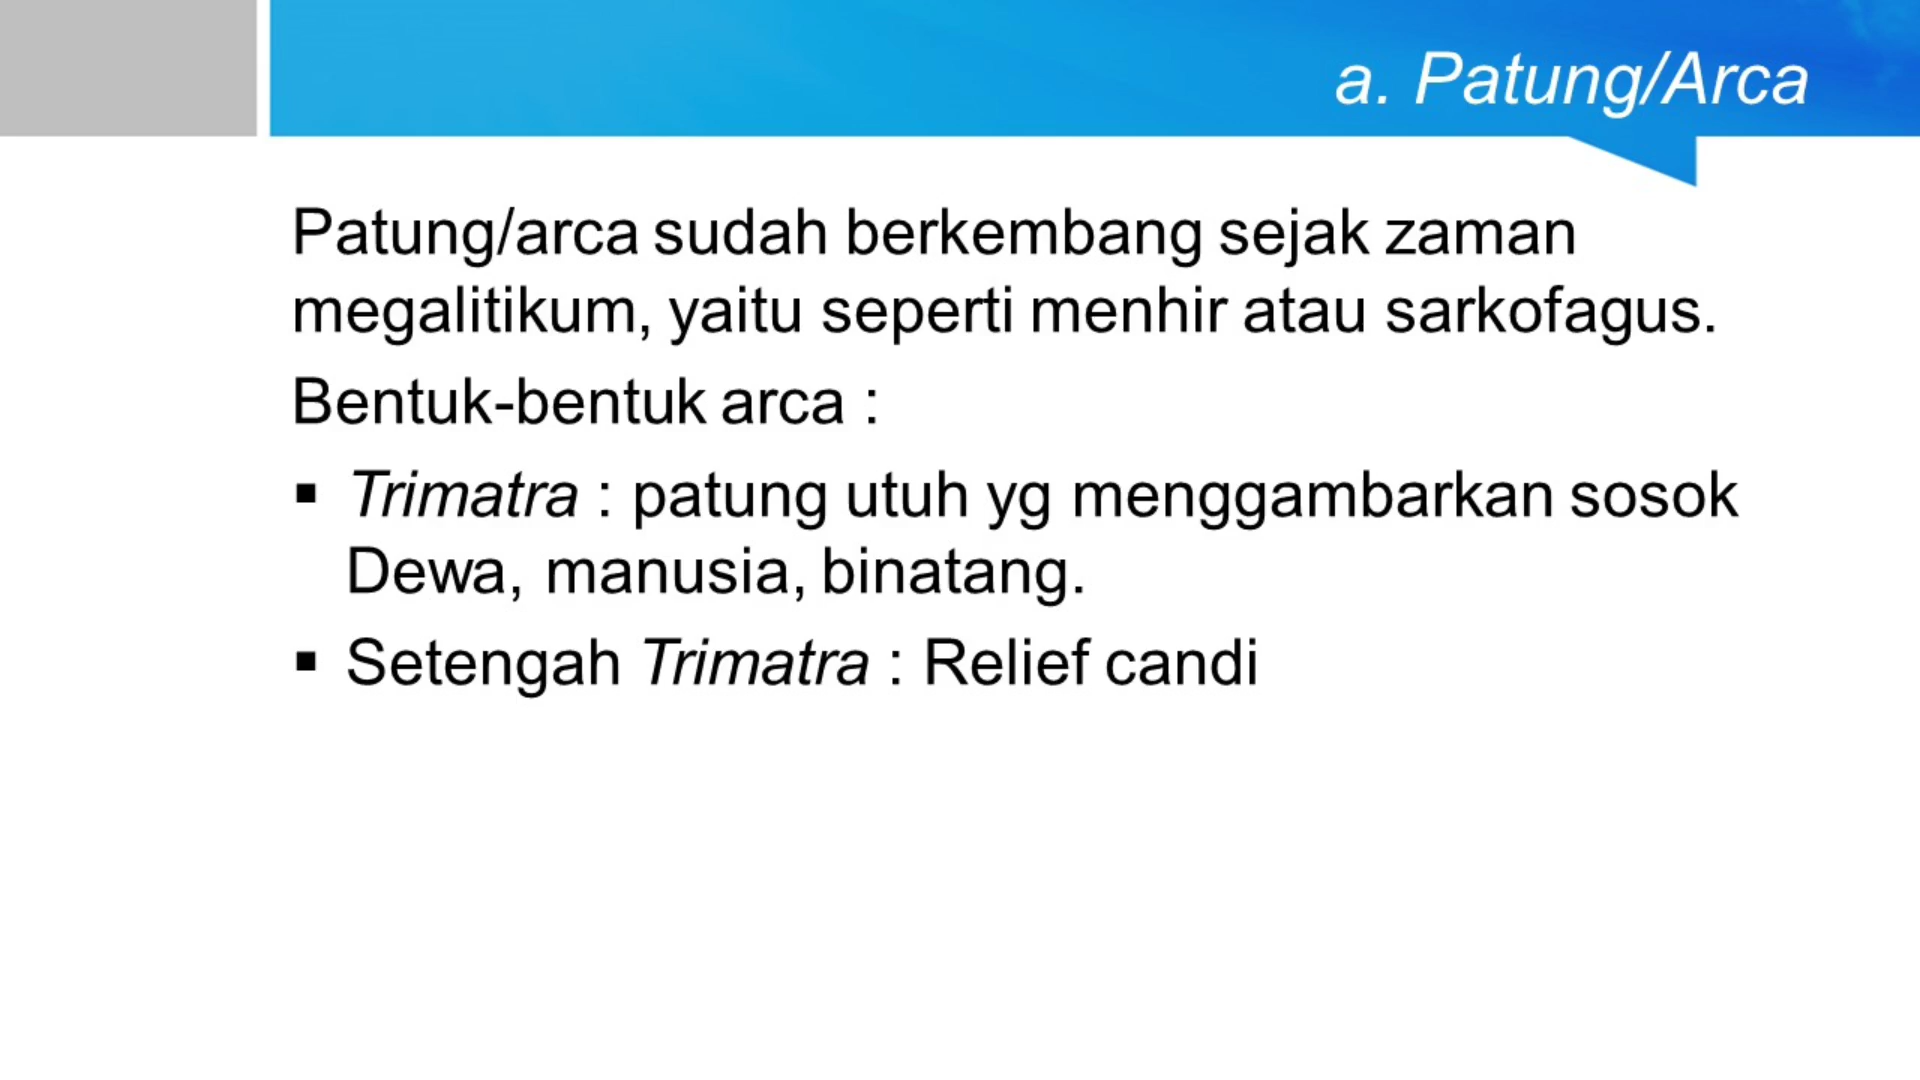 a. Patung/Arca
Patung/arca sudah berkembang sejak zaman
megalitikum, yaitu seperti menhir atau sarkofagus.
Bentuk-bentuk arca :
▪ Trimatra : patung utuh yg menggambarkan sosok
Dewa, manusia, binatang.
▪ Setengah Trimatra : Relief candi